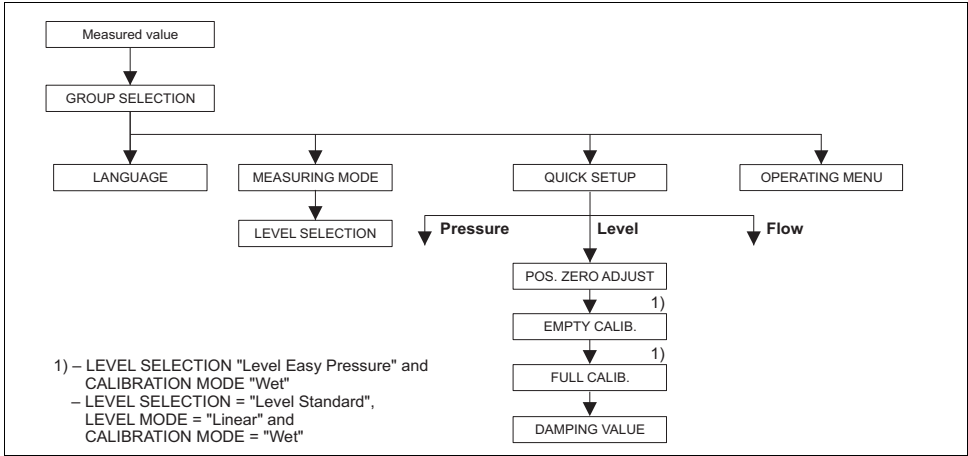 Measured value
GROUP SELECTION
LANGUAGE
MEASURING MODE
QUICK SETUP
OPERATING MENU
LEVEL SELECTION
Pressure
Level
Flow
POS. ZERO ADJUST
1)
EMPTY CALIB.
1)
FULL CALIB.
DAMPING VALUE
1) – LEVEL SELECTION "Level Easy Pressure" and
CALIBRATION MODE "Wet"
– LEVEL SELECTION = "Level Standard",
LEVEL MODE = "Linear" and
CALIBRATION MODE = "Wet"